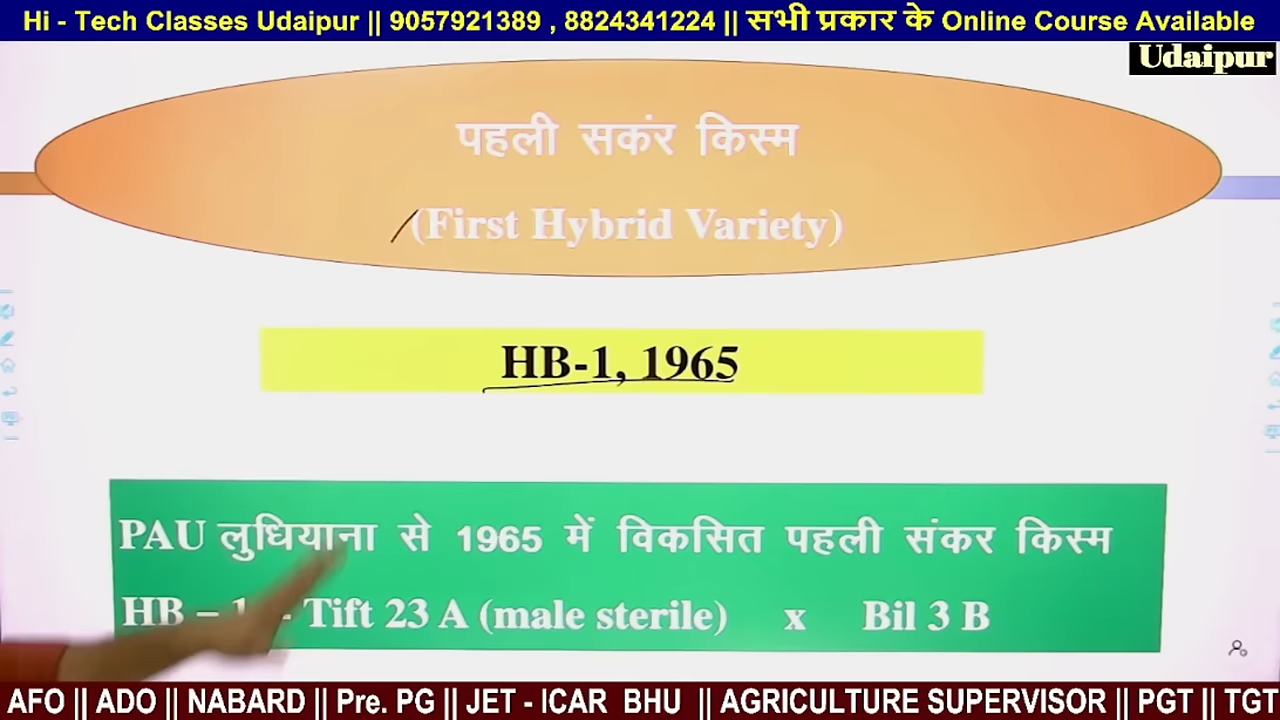 Hi - Tech Classes Udaipur || 9057921389 , 8824341224 || सभी प्रकार के Online Course Available
Udaipur
पहली सकंर किस्म
(First Hybrid Variety)
HB-1, 1965
PAU लुधियाना से 1965 में विकसित पहली संकर किस्म
HB – 1 - Tift 23 A (male sterile) x Bil 3 B
AFO || ADO || NABARD || Pre. PG || JET - ICAR BHU || AGRICULTURE SUPERVISOR || PGT || TGT